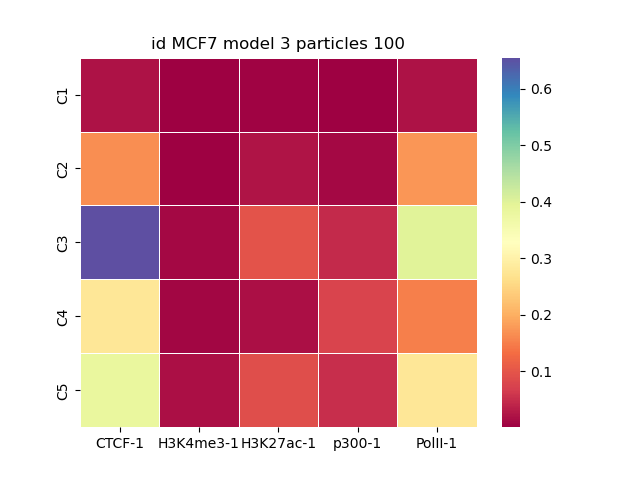 id MCF7 model 3 particles 100
C1
C2
C3
C4
C5
CTCF-1 H3K4me3-1 H3K27ac-1 p300-1 PolII-1
0.6
0.5
0.4
0.3
0.2
0.1